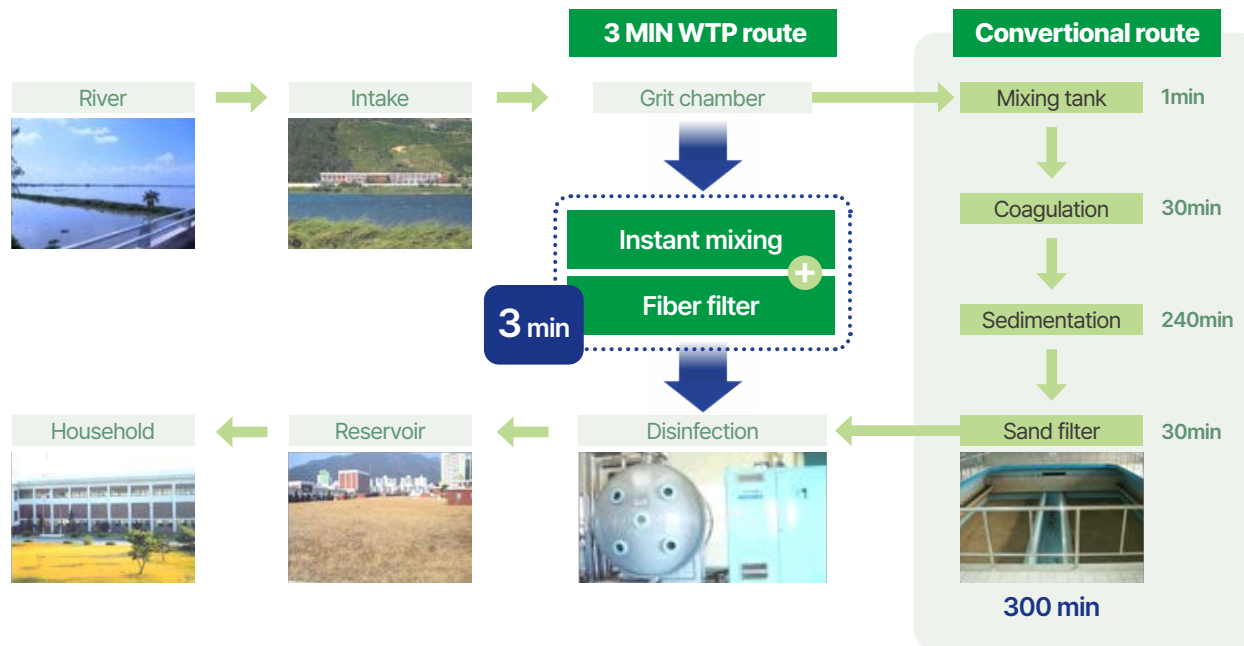 3 MIN WTP route
Convertional route
River
Intake
Grit chamber
Mixing tank
1min
Instant mixing
+
Fiber filter
3 min
Coagulation
30min
Sedimentation
240min
Household
Reservoir
Disinfection
Sand filter
30min
300 min